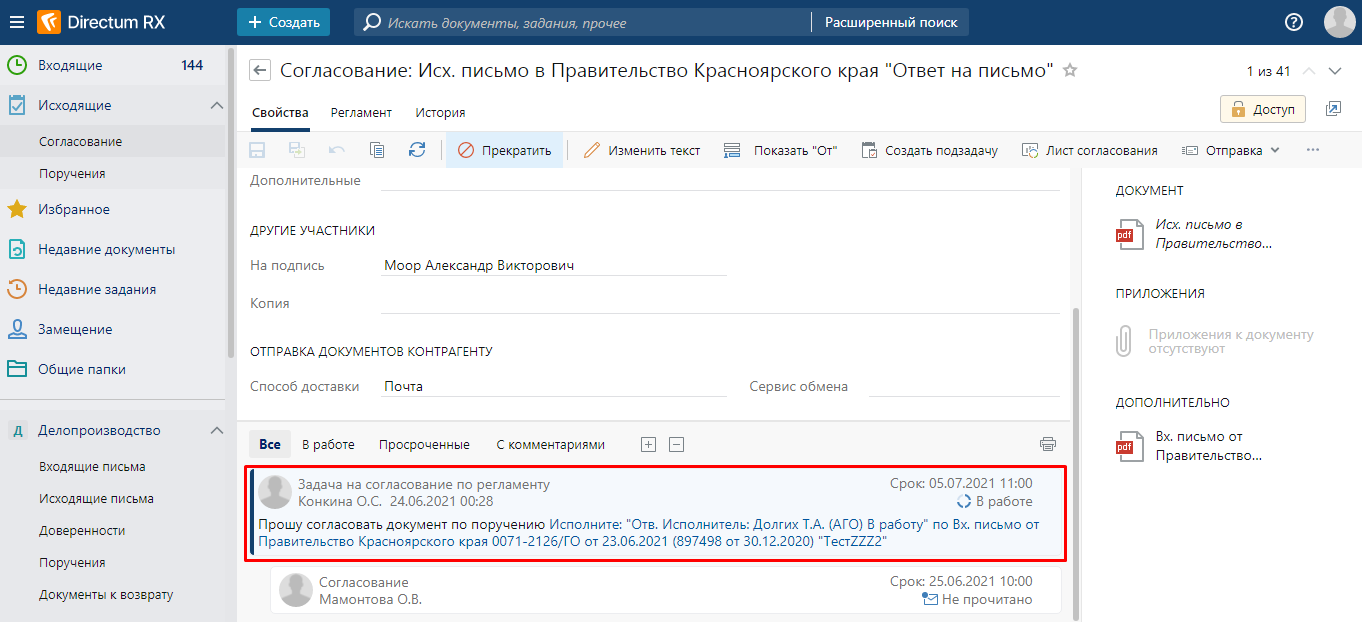 Directum RX
Создать
Искать документы, задания, прочее
Расширенный поиск
Входящие 144
Исходящие
Согласование
Поручения
Избранное
Недавние документы
Недавние задания
Замещение
Общие папки
Д Делопроизводство
Входящие письма
Исходящие письма
Доверенности
Поручения
Документы к возврату
Согласование: Исх. письмо в Правительство Красноярского края "Ответ на письмо"
1 из 41
Свойства Регламент История
Доступ
Прекратить Изменить текст Показать "От" Создать подзадачу Лист согласования Отправка
Дополнительные
ДРУГИЕ УЧАСТНИКИ
На подпись Моор Александр Викторович
Копия
ОТПРАВКА ДОКУМЕНТОВ КОНТРАГЕНТУ
Способ доставки Почта Сервис обмена
Все В работе Просроченные С комментариями
Задача на согласование по регламенту Срок: 05.07.2021 11:00
Конкина О.С. 24.06.2021 00:28 В работе
Прошу согласовать документ по поручению Исполните: "Отв. Исполнитель: Долгих Т.А. (АГО) В работу" по Вх. письмо от
Правительство Красноярского края 0071-2126/ГО от 23.06.2021 (897498 от 30.12.2020) "ТестZZZ2"
Согласование Срок: 25.06.2021 10:00
Мамонтова О.В. Не прочитано
ДОКУМЕНТ
pdf Исх. письмо в
Правительство...
ПРИЛОЖЕНИЯ
Приложения к документу
отсутствуют
ДОПОЛНИТЕЛЬНО
pdf Вх. письмо от
Правительство...